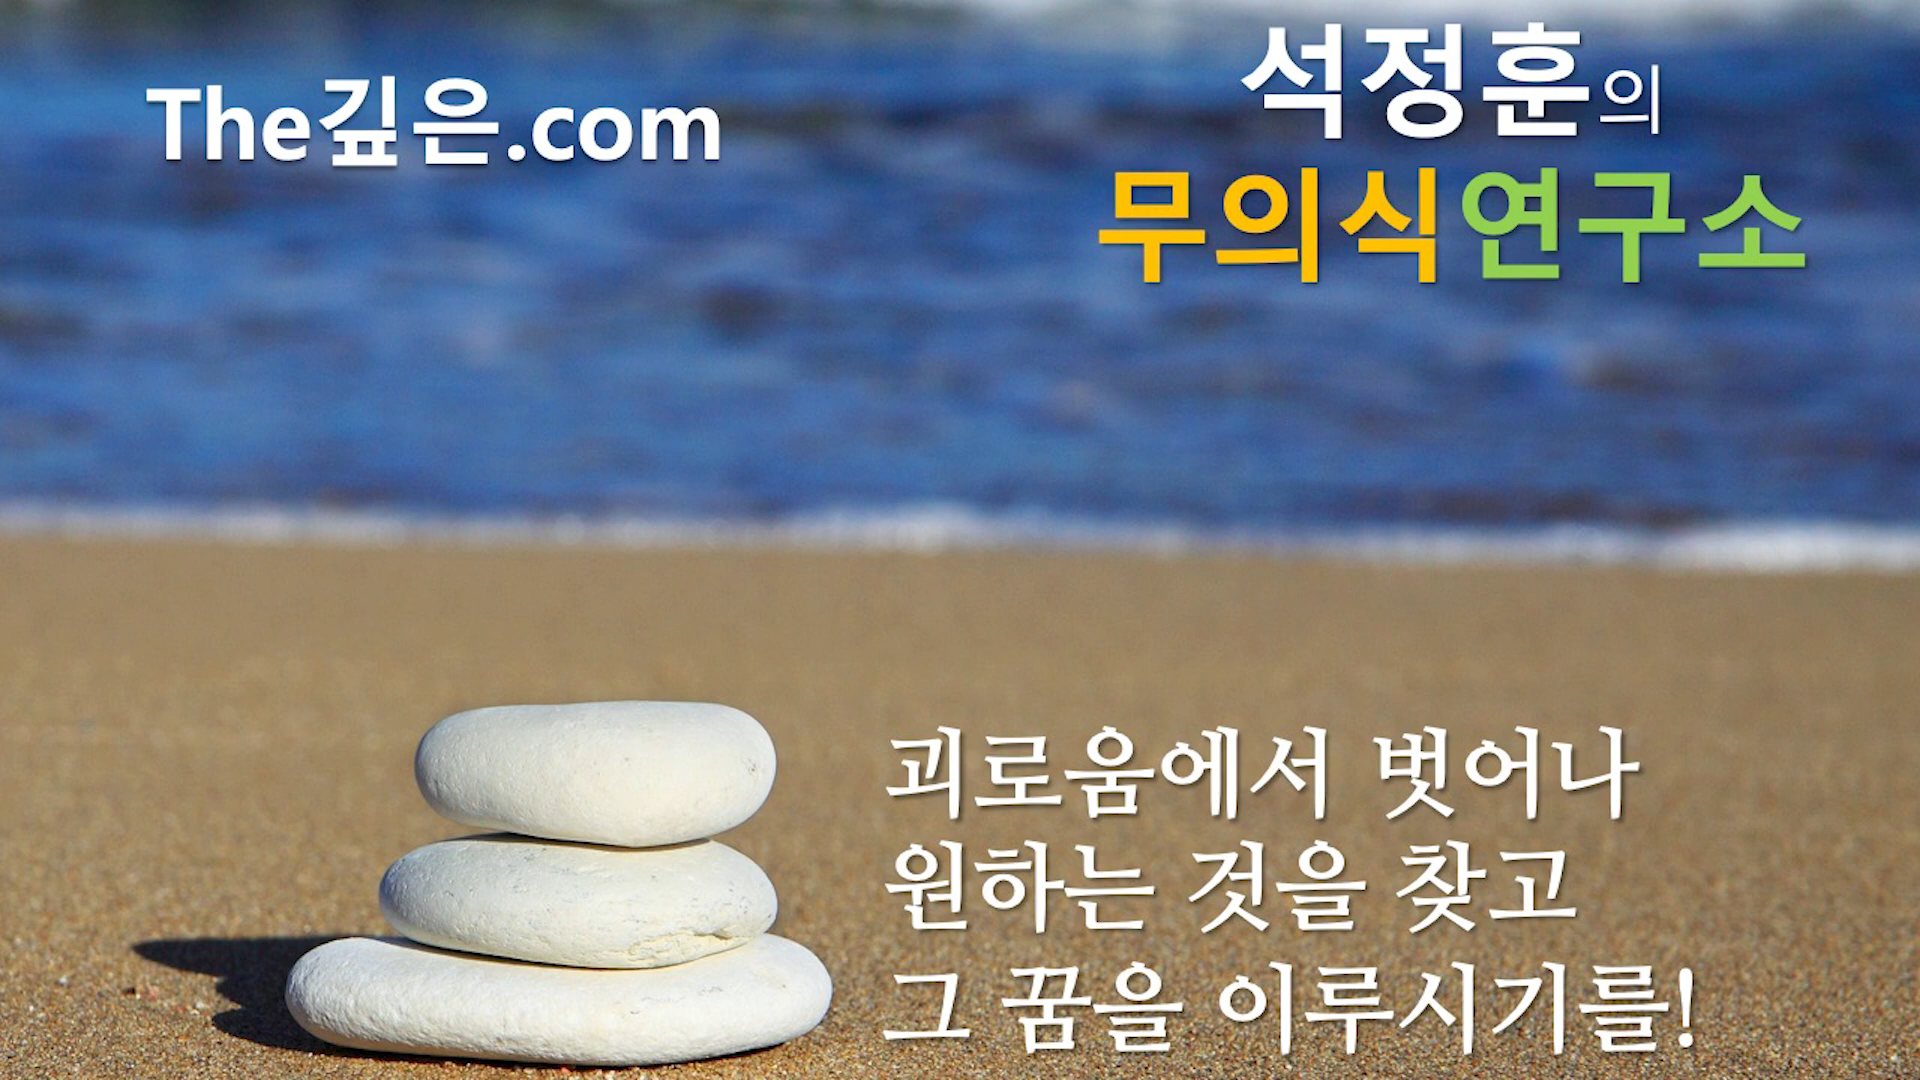 The깊은.com
석정훈의
무의식연구소
괴로움에서 벗어나
원하는 것을 찾고
그 꿈을 이루시기를!